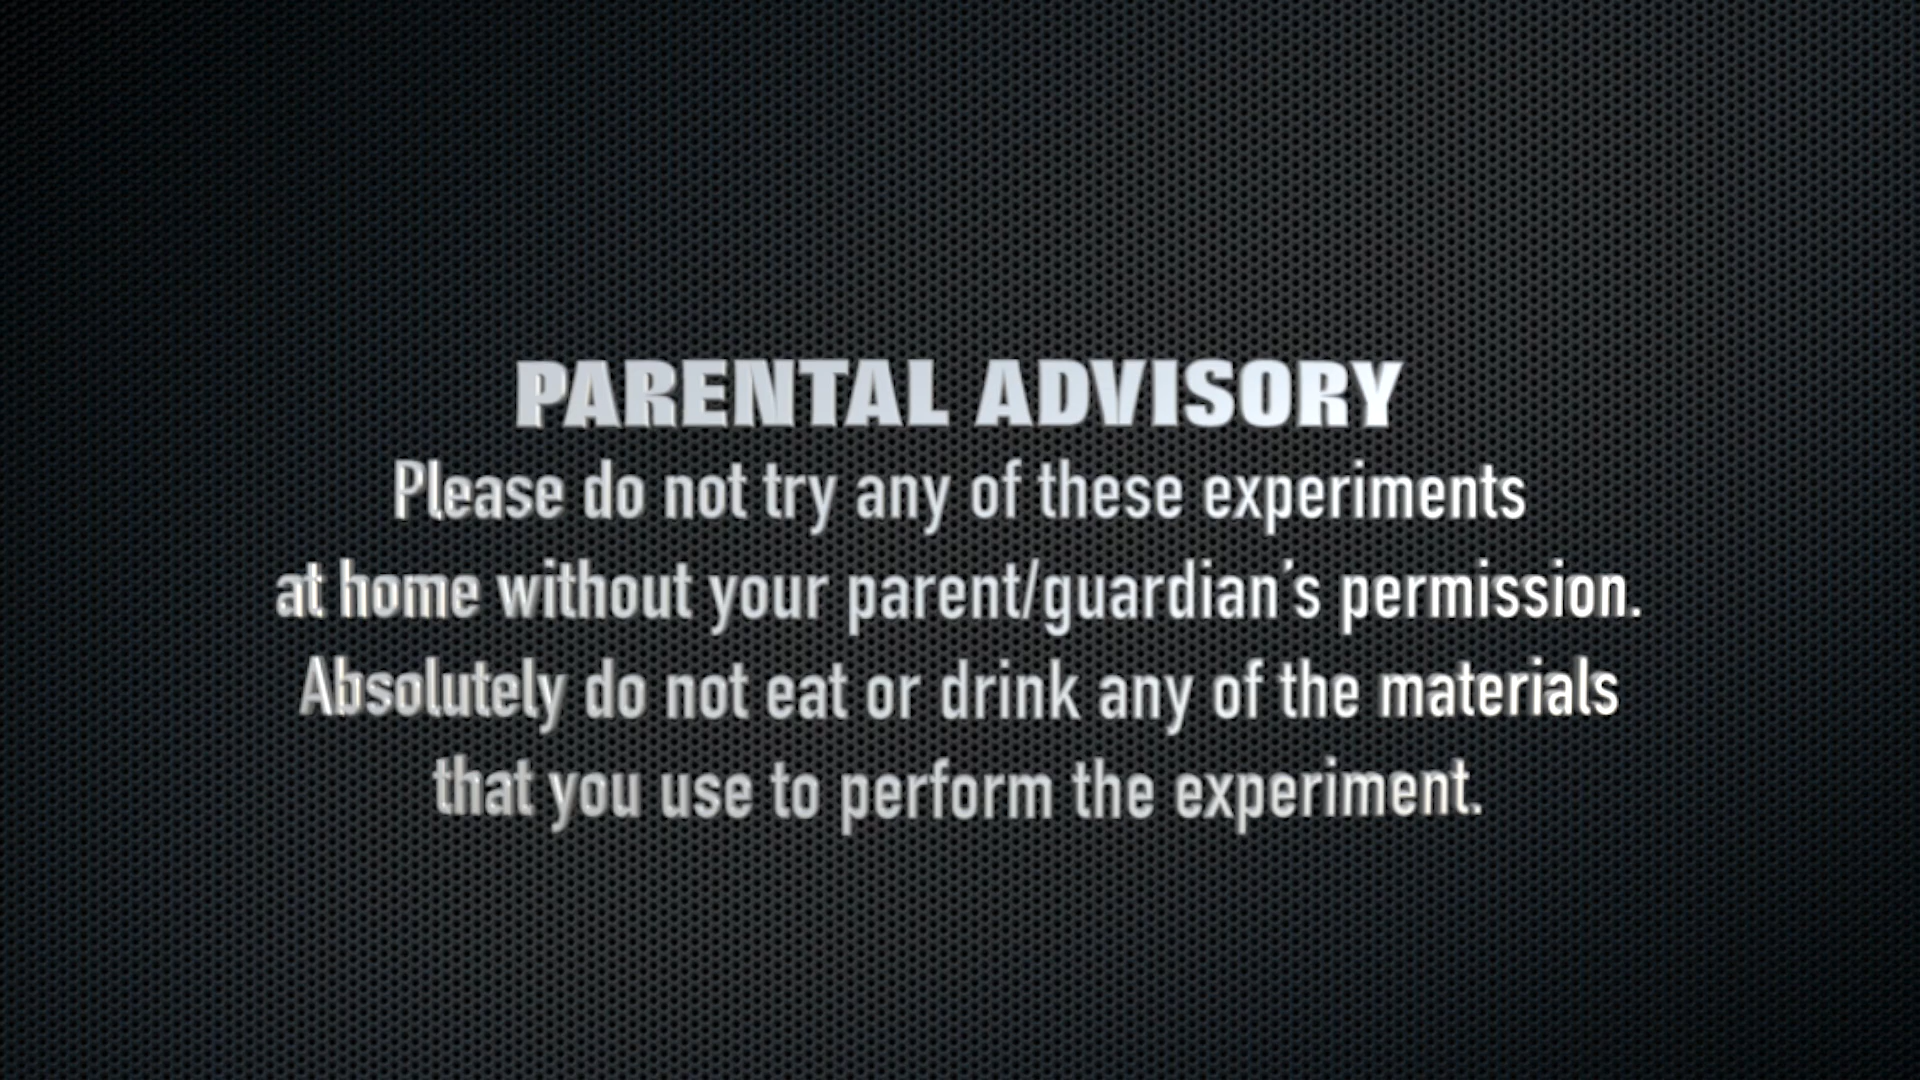 PARENTAL ADVISORY
Please do not try any of these experiments
at home without your parent/guardian's permission.
Absolutely do not eat or drink any of the materials
that you use to perform the experiment.